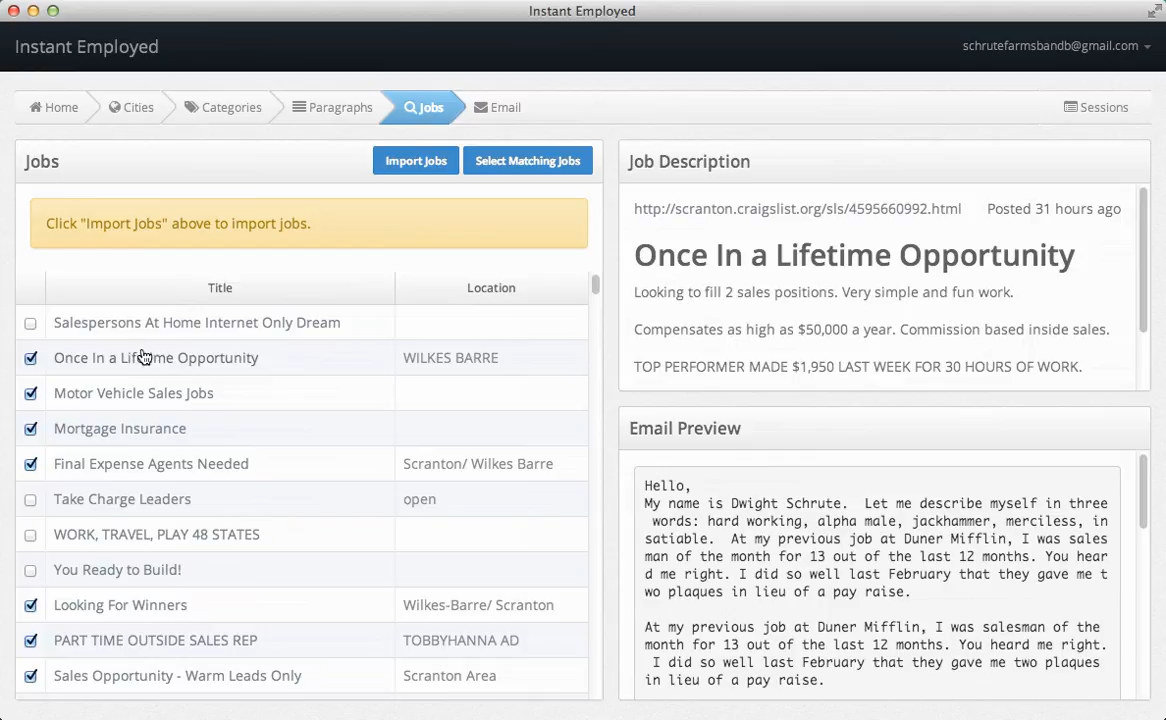 Instant Employed
Instant Employed
schrutefarmsbandb@gmail.com
Home
Cities
Categories
Paragraphs
Jobs
Email
Sessions
Jobs
Import Jobs
Select Matching Jobs
Click "Import Jobs" above to import jobs.
Title
Location
Salespersons At Home Internet Only Dream
Once In a Lifetime Opportunity
WILKES BARRE
Motor Vehicle Sales Jobs
Mortgage Insurance
Final Expense Agents Needed
Scranton/ Wilkes Barre
Take Charge Leaders
open
WORK, TRAVEL, PLAY 48 STATES
You Ready to Build!
Looking For Winners
Wilkes-Barre/ Scranton
PART TIME OUTSIDE SALES REP
TOBBYHANNA AD
Sales Opportunity - Warm Leads Only
Scranton Area
Job Description
http://scranton.craigslist.org/sls/4595660992.html
Posted 31 hours ago
Once In a Lifetime Opportunity
Looking to fill 2 sales positions. Very simple and fun work.
Compensates as high as $50,000 a year. Commission based inside sales.
TOP PERFORMER MADE $1,950 LAST WEEK FOR 30 HOURS OF WORK.
Email Preview
Hello,
My name is Dwight Schrute.  Let me describe myself in three
words: hard working, alpha male, jackhammer, merciless, in
satiable.  At my previous job at Duner Mifflin, I was sales
man of the month for 13 out of the last 12 months. You hear
d me right. I did so well last February that they gave me t
wo plaques in lieu of a pay raise.
At my previous job at Duner Mifflin, I was salesman of the
month for 13 out of the last 12 months. You heard me right.
I did so well last February that they gave me two plaques
in lieu of a pay raise.